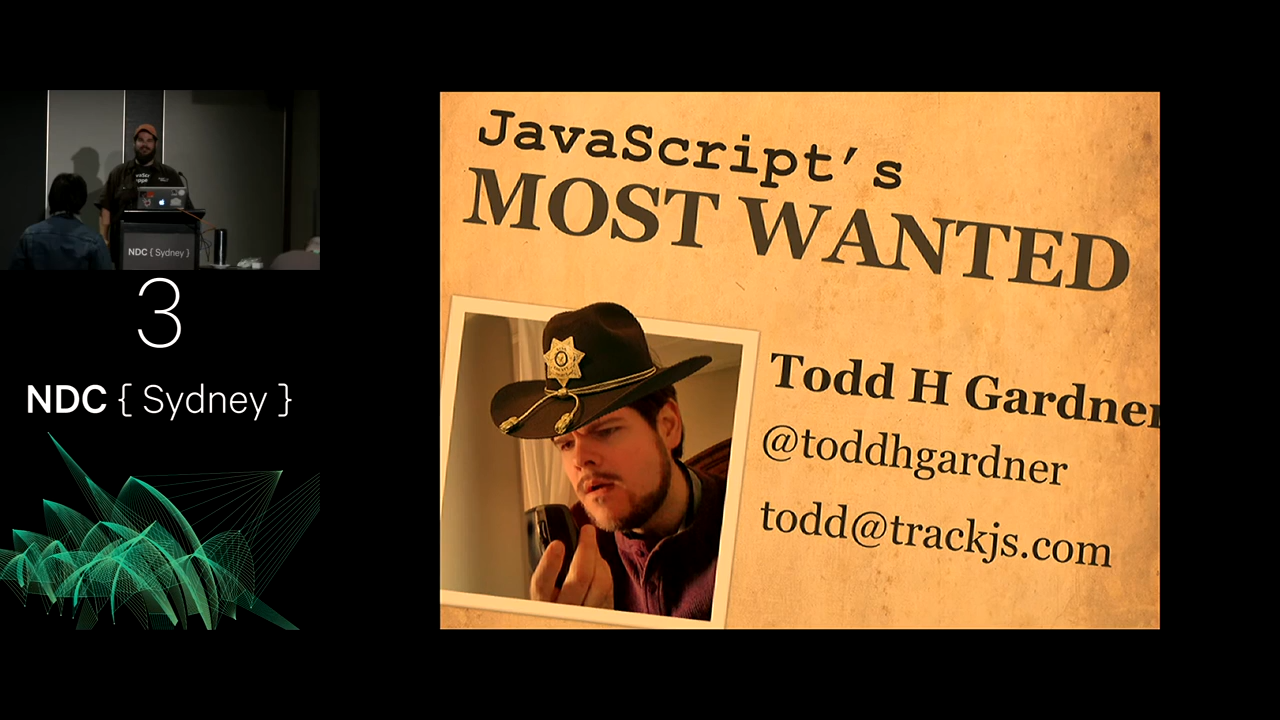 NDC { Sydney }
3
NDC { Sydney }
JavaScript's
MOST WANTED
Todd H Gardner
@toddhgardner
todd@trackjs.com